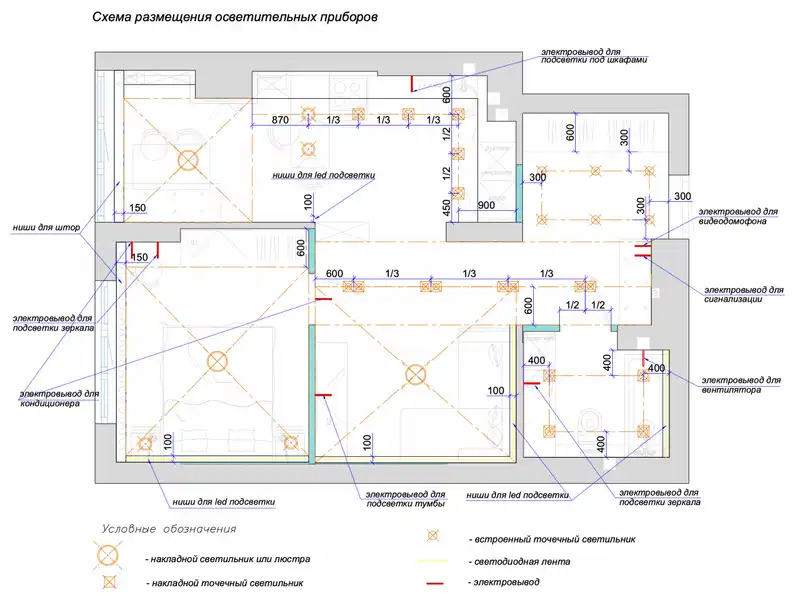 Схема размещения осветительных приборов
электровывод для
подсветки под шкафами
600
870
1/3
1/3
1/3
1/2
1/2
450
900
600
300
300
300
300
ниши для led подсветки
100
150
ниши для штор
600
150
600
1/3
1/3
1/3
600
1/2
1/2
электровывод для
видеодомофона
электровывод для
сигнализации
электровывод для
подсветки зеркала
электровывод для
кондиционера
400
400
400
400
100
100
100
электровывод для
вентилятора
ниши для led подсветки
электровывод для
подсветки тумбы
ниши для led подсветки
электровывод для
подсветки зеркала
Условные обозначения
- накладной светильник или люстра
- накладной точечный светильник
- встроенный точечный светильник
- светодиодная лента
- электровывод